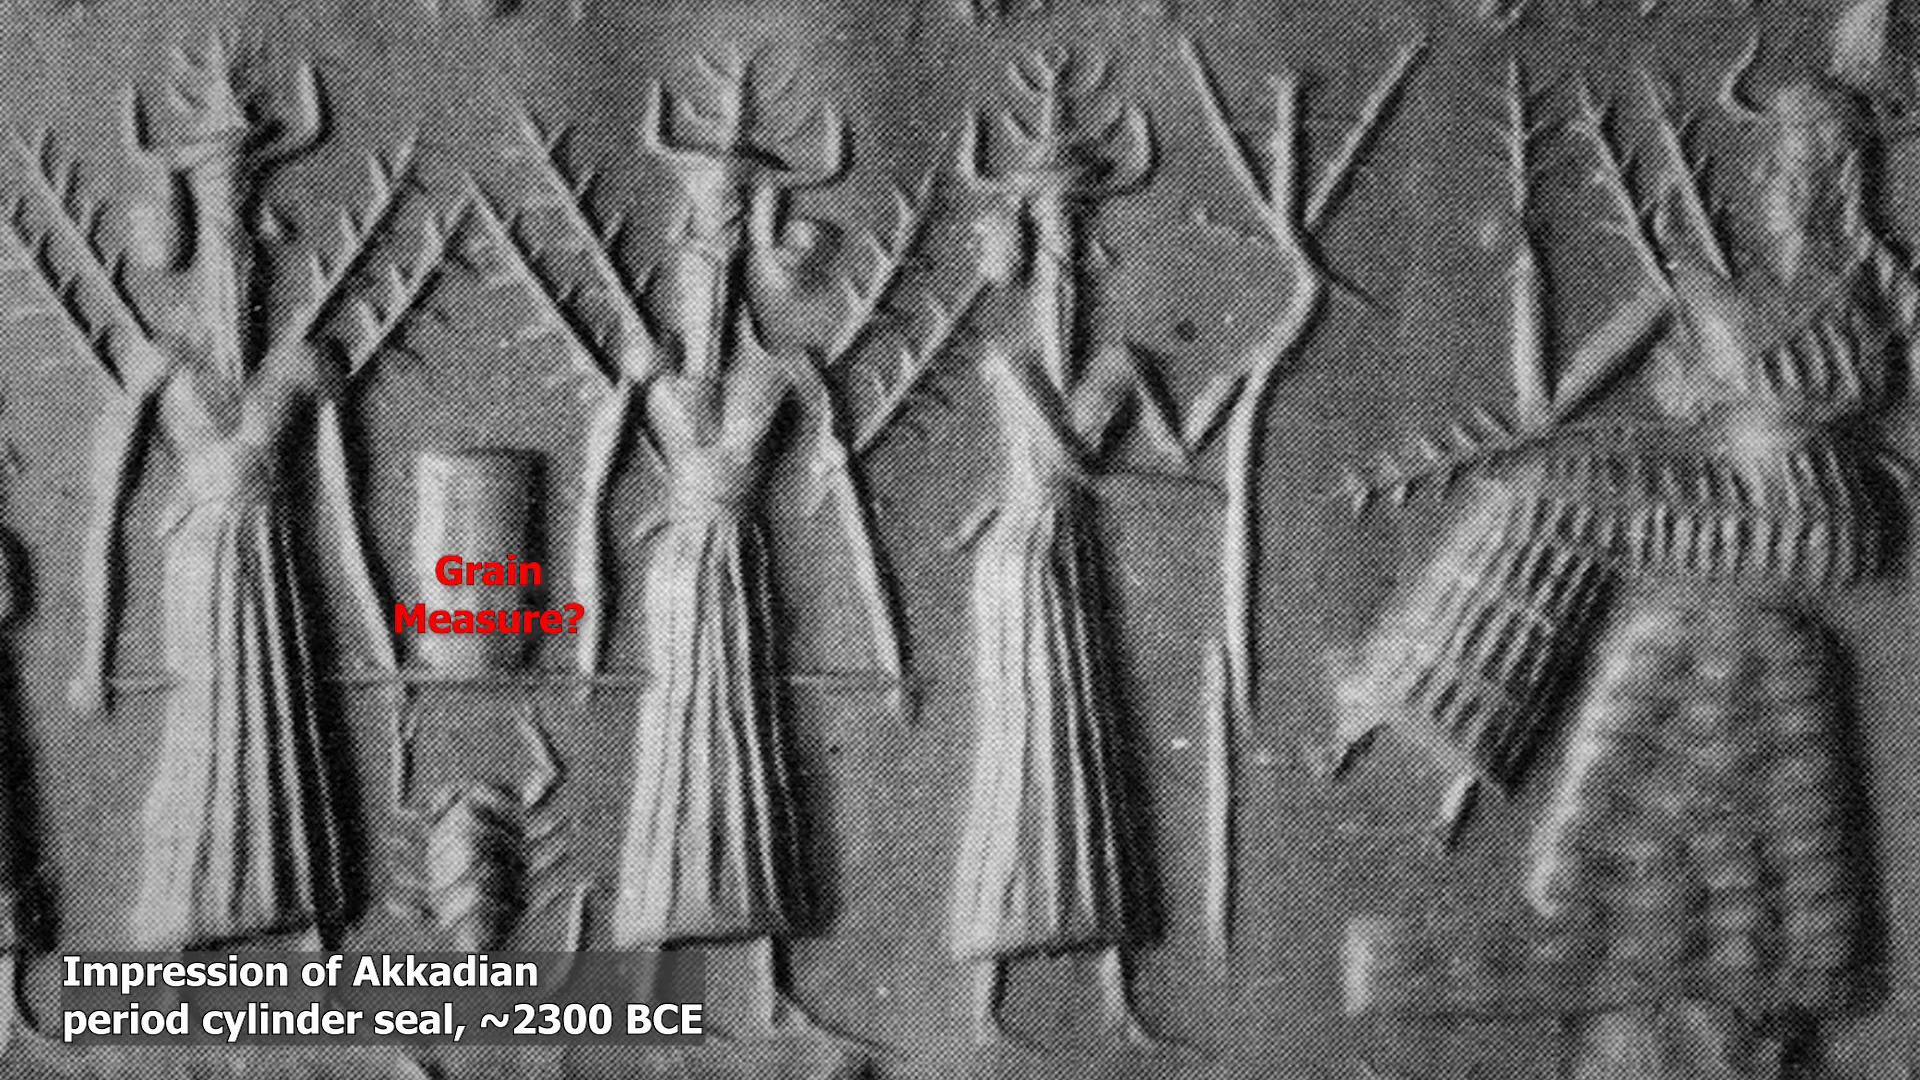 Grain
Measure?
Impression of Akkadian
period cylinder seal, ~2300 BCE